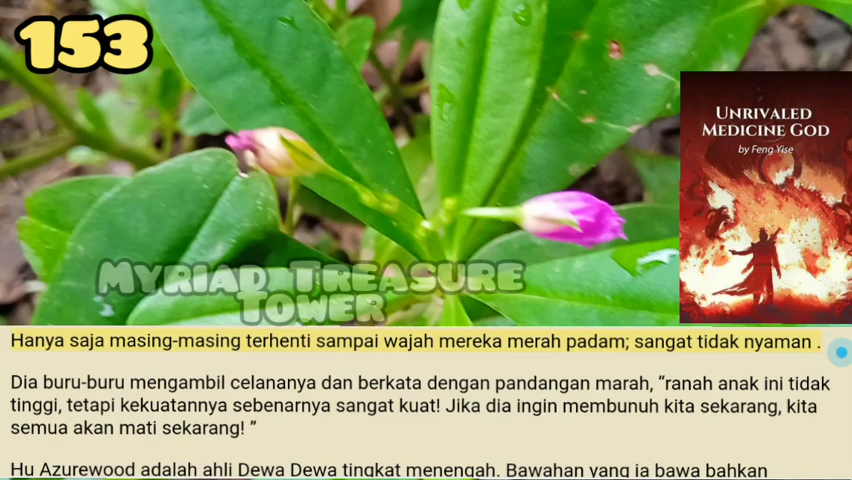 153
UNRIVALED
MEDICINE GOD
by Feng Yise
MYRIAD TREASURE
TOWER
Hanya saja masing-masing terhenti sampai wajah mereka merah padam; sangat tidak nyaman .
Dia buru-buru mengambil celananya dan berkata dengan pandangan marah, “ranah anak ini tidak
tinggi, tetapi kekuatannya sebenarnya sangat kuat! Jika dia ingin membunuh kita sekarang, kita
semua akan mati sekarang! ”
Hu Azurewood adalah ahli Dewa Dewa tingkat menengah. Bawahan yang ia bawa bahkan